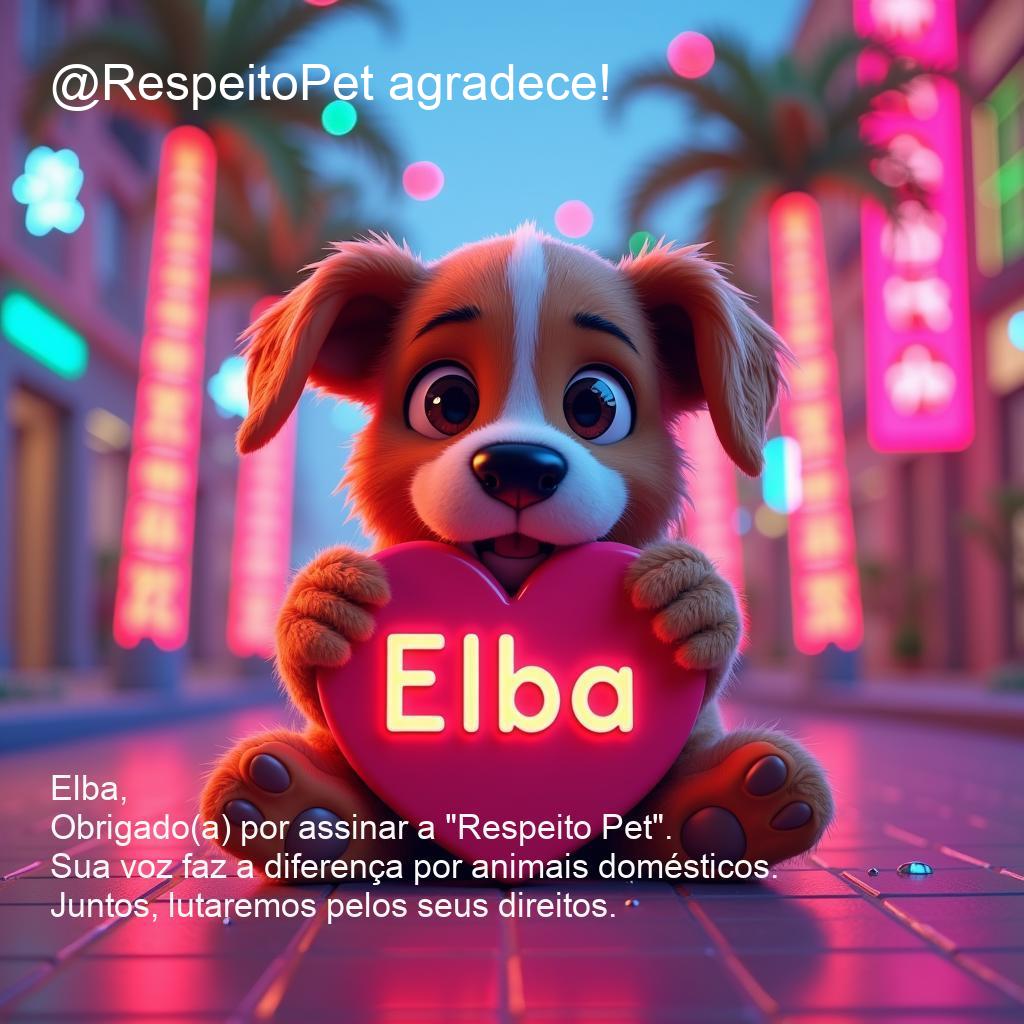 @RespeitoPet agradece!
Elba
Elba,
Obrigado(a) por assinar a "Respeito Pet".
Sua voz faz a diferença por animais domésticos.
Juntos, lutaremos pelos seus direitos.